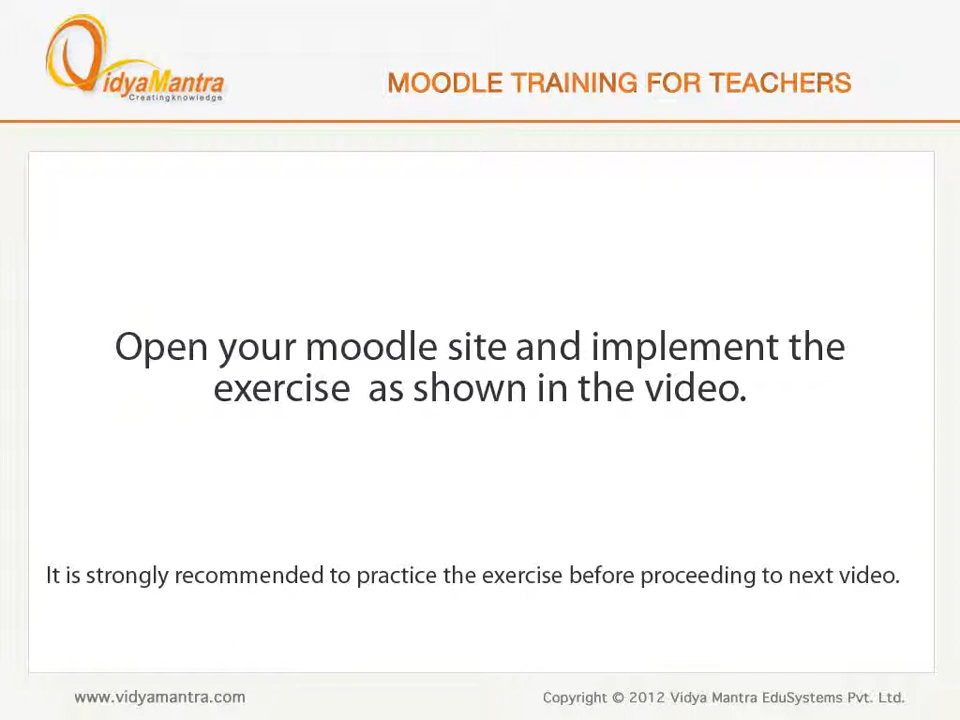 VidyaMantra
Creatingknowledge
MOODLE TRAINING FOR TEACHERS
Open your moodle site and implement the
exercise as shown in the video.
It is strongly recommended to practice the exercise before proceeding to next video.
www.vidyamantra.com
Copyright © 2012 Vidya Mantra EduSystems Pvt. Ltd.